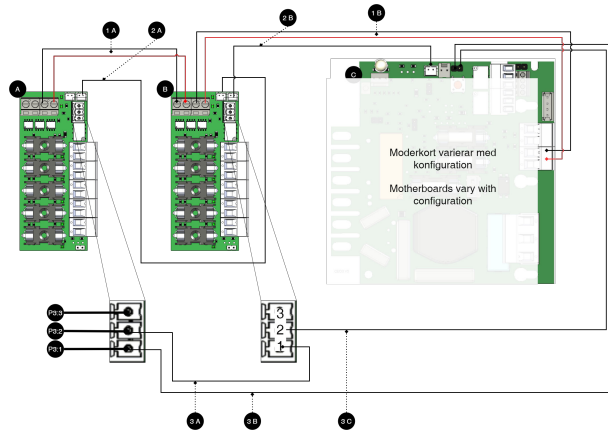 1 A
2 A
2 B
1 B
A
B
C
Moderkort varierar med
konfiguration
Motherboards vary with
configuration
P3:3
P3:2
P3:1
3
2
1
3 A
3 B
3 C